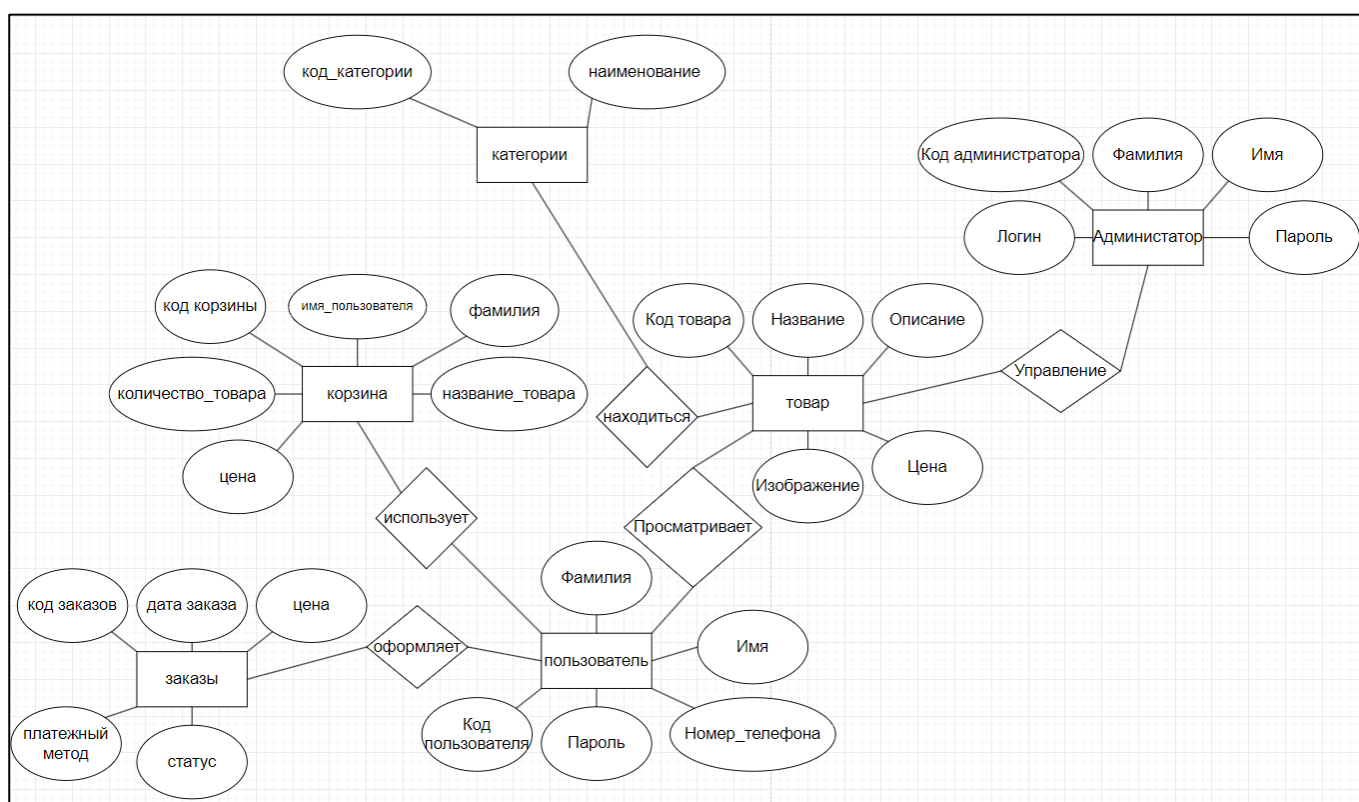 код_категории
наименование
категории
Код администратора
Фамилия
Имя
Логин
Администатор
Пароль
код корзины
имя_пользователя
фамилия
количество_товара
корзина
название_товара
цена
Код товара
Название
Описание
Управление
находиться
товар
Изображение
Цена
использует
Просматривает
код заказов
дата заказа
цена
оформляет
заказы
платежный
метод
статус
Фамилия
пользователь
Имя
Код
пользователя
Пароль
Номер_телефона